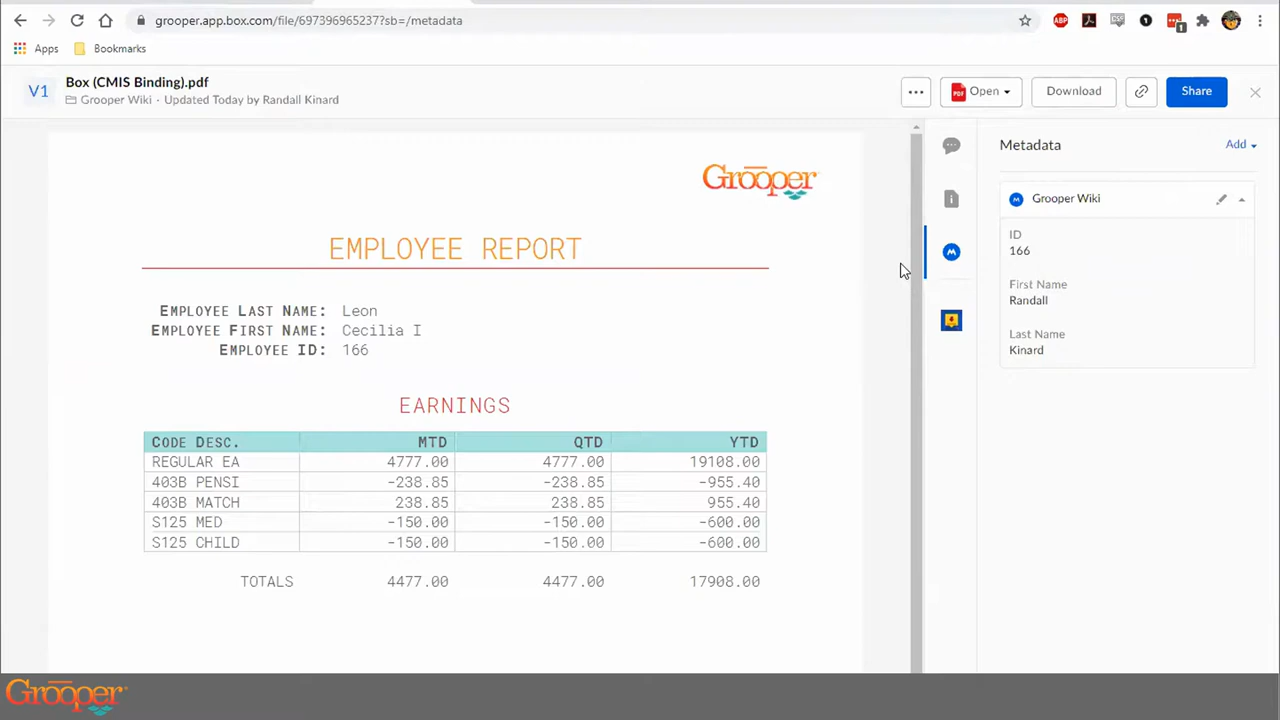 grooper.app.box.com/file/697396965237?sb=/metadata
ABP
CSS
1
1
Apps
Bookmarks
V1
Box (CMIS Binding).pdf
Grooper Wiki · Updated Today by Randall Kinard
PDF
Open
Download
Share
Grooper
EMPLOYEE REPORT
EMPLOYEE LAST NAME: Leon
EMPLOYEE FIRST NAME: Cecilia I
EMPLOYEE ID: 166
EARNINGS
CODE DESC. MTD QTD YTD
REGULAR EA 4777.00 4777.00 19108.00
403B PENSI -238.85 -238.85 -955.40
403B MATCH 238.85 238.85 955.40
S125 MED -150.00 -150.00 -600.00
S125 CHILD -150.00 -150.00 -600.00
TOTALS 4477.00 4477.00 17908.00
Metadata
Add
Grooper Wiki
ID
166
First Name
Randall
Last Name
Kinard
Grooper